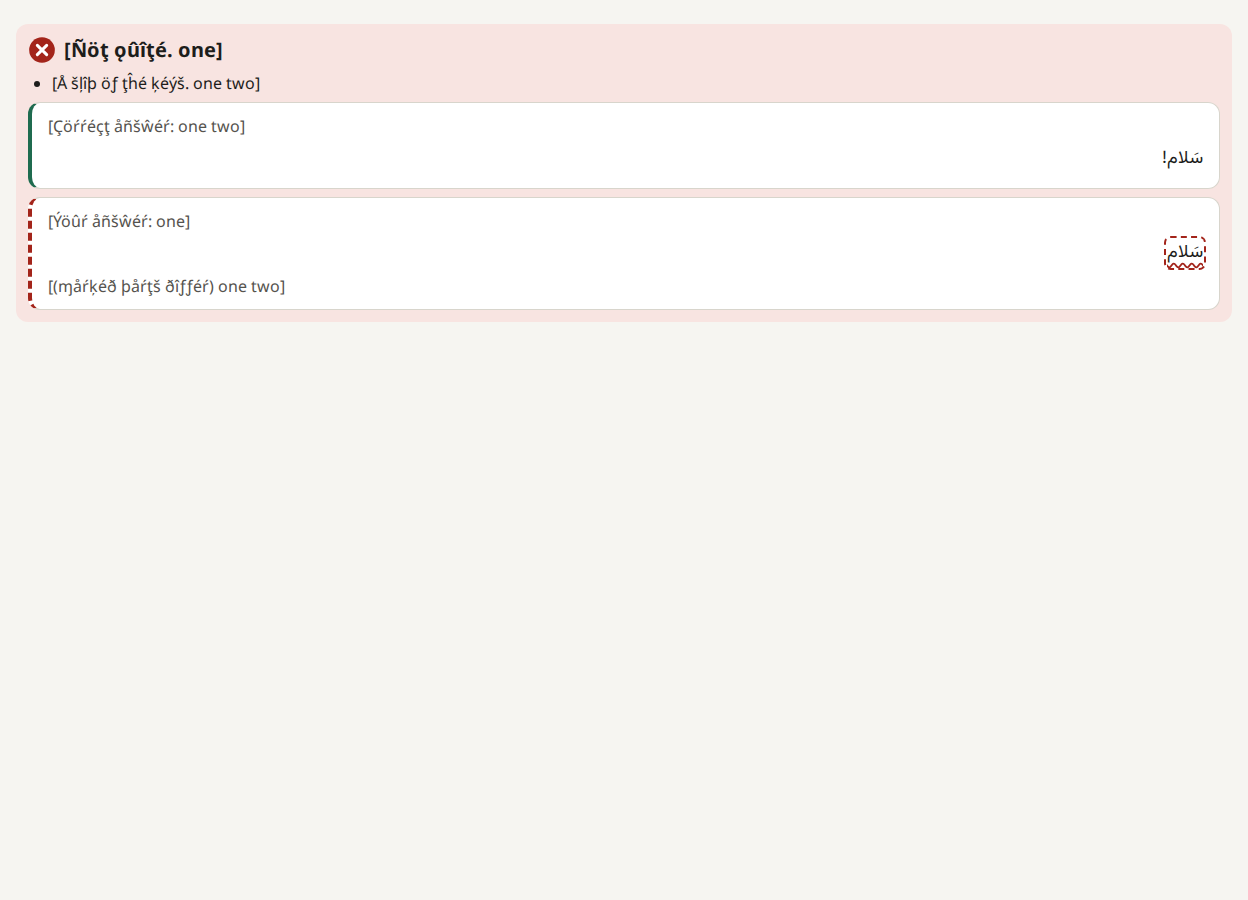 [Ñöţ ǫûîţé. one]
[Å šļîþ öƒ ţĥé ķéýš. one two]
[Çöŕŕéçţ åñšŵéŕ: one two]
سَلام!
[Ýöûŕ åñšŵéŕ: one]
سَلام
[(ɱåŕķéð þåŕţš ðîƒƒéŕ) one two]